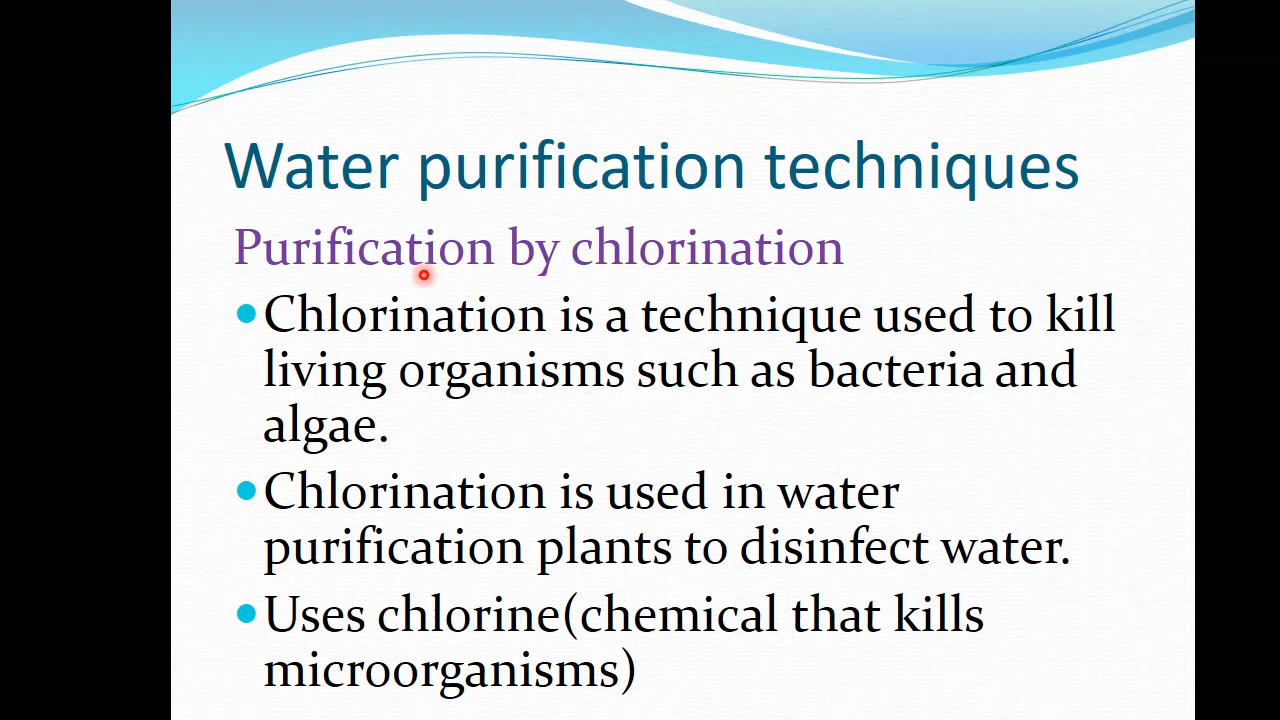 Water purification techniques
Purification by chlorination
Chlorination is a technique used to kill
living organisms such as bacteria and
algae.
Chlorination is used in water
purification plants to disinfect water.
Uses chlorine(chemical that kills
microorganisms)